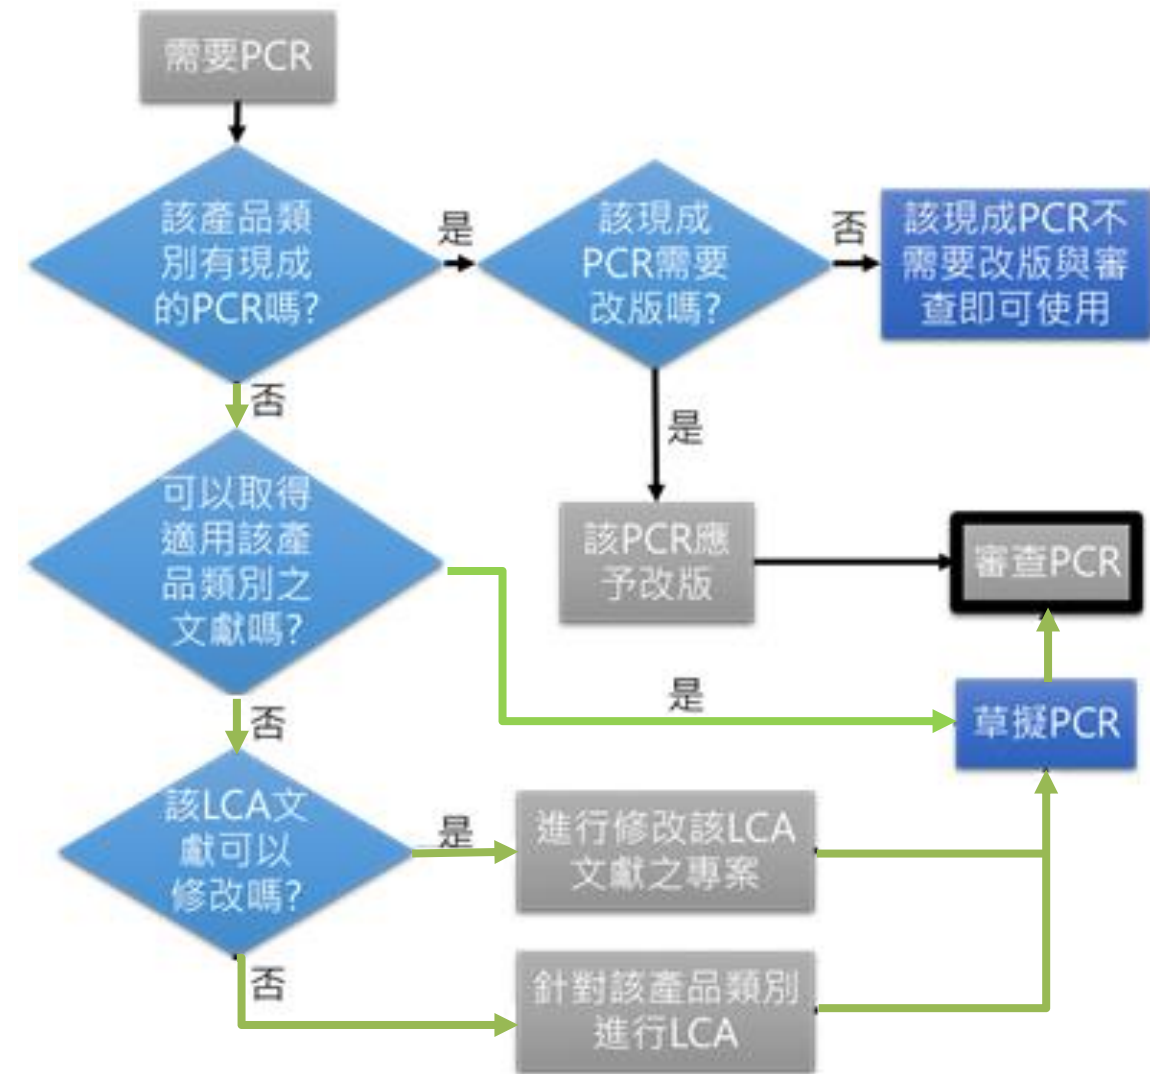 需要PCR
該產品類
別有現成
的PCR嗎?
是
該現成
PCR需要
改版嗎?
否
該現成PCR不
需要改版與審
查即可使用
否
是
可以取得
適用該產
品類別之
文獻嗎?
該PCR應
予改版
審查PCR
是
草擬PCR
否
該LCA文
獻可以
修改嗎?
是
進行修改該LCA
文獻之專案
否
針對該產品類別
進行LCA